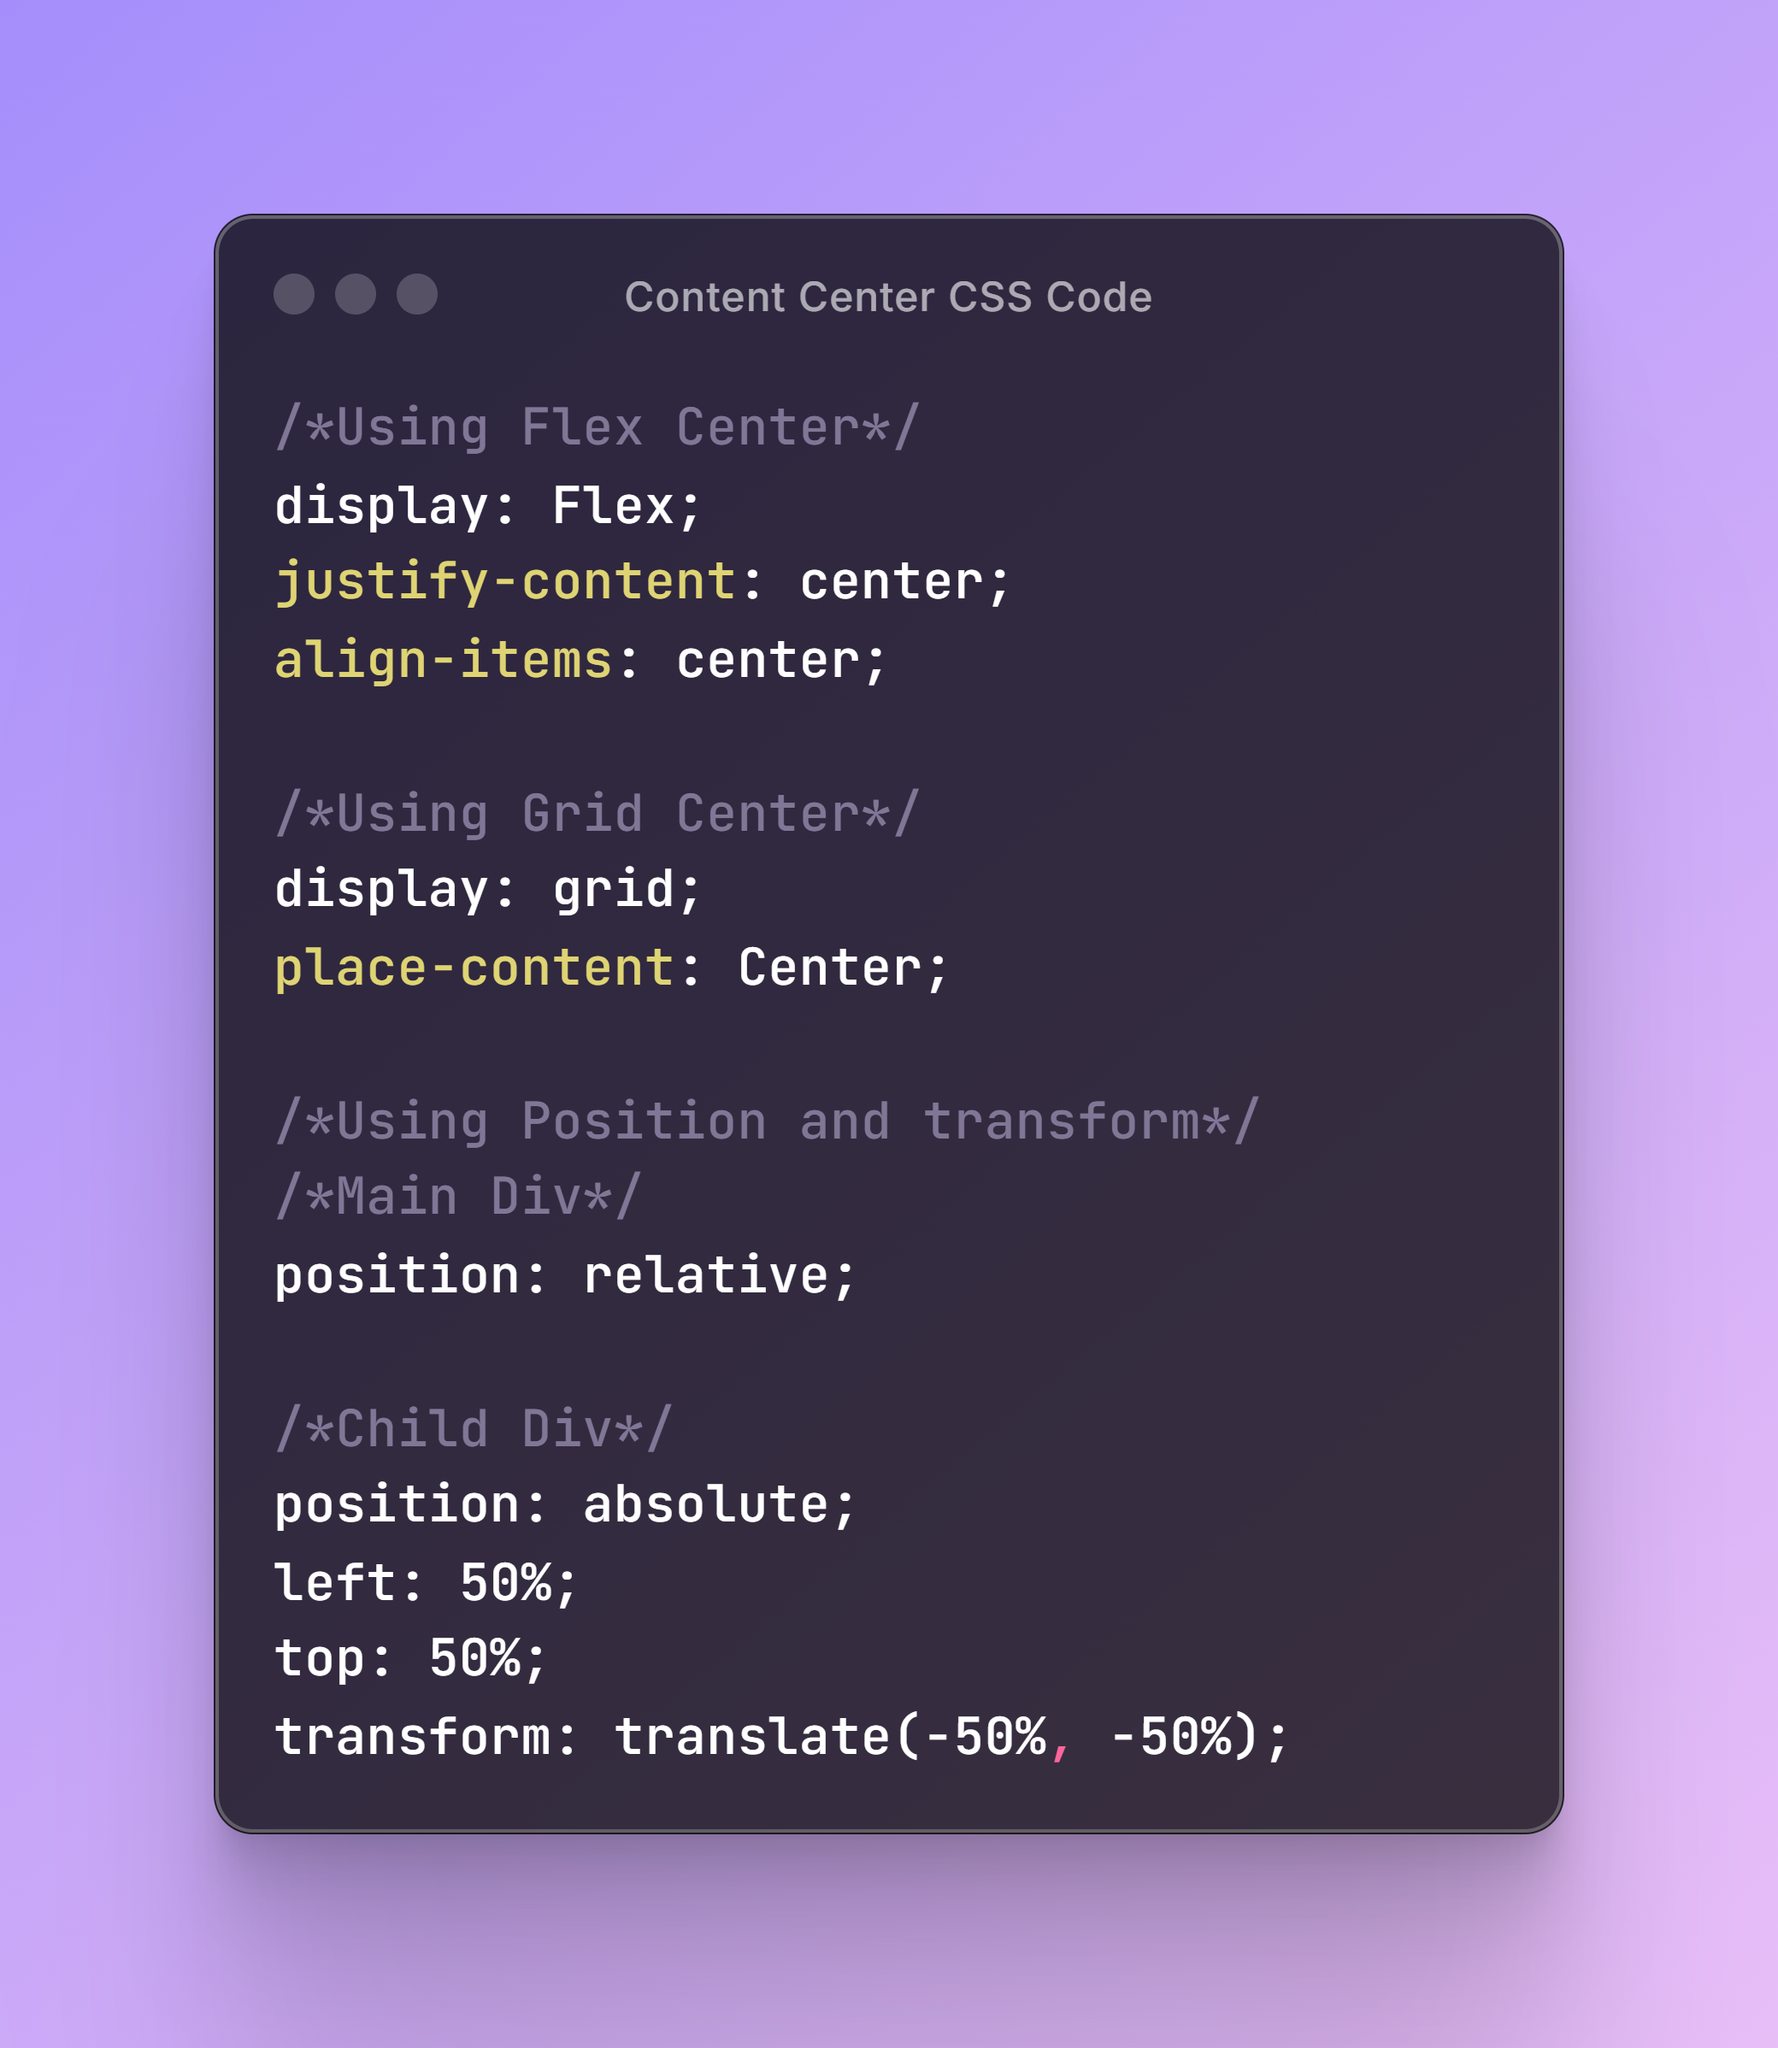 Content Center CSS Code
/*Using Flex Center*/
display: Flex;
justify-content: center;
align-items: center;
/*Using Grid Center*/
display: grid;
place-content: Center;
/*Using Position and transform*/
/*Main Div*/
position: relative;
/*Child Div*/
position: absolute;
left: 50%;
top: 50%;
transform: translate(-50%, -50%);